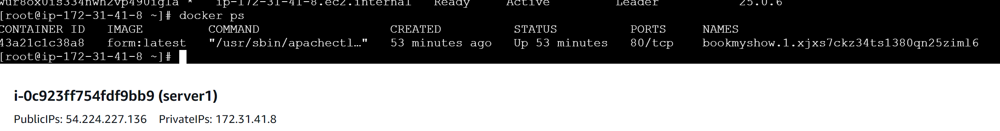 wur8ox0is334nwh2vp490igla *   ip-172-31-41-8.ec2.internal   Ready     Active         Leader           25.0.6
[root@ip-172-31-41-8 ~]# docker ps
CONTAINER ID   IMAGE         COMMAND                  CREATED          STATUS          PORTS     NAMES
43a21c1c38a8   form:latest   "/usr/sbin/apachectl…"   53 minutes ago   Up 53 minutes   80/tcp    bookmyshow.1.xjxs7ckz34ts1380qn25ziml6
[root@ip-172-31-41-8 ~]#
i-0c923ff754fdf9bb9 (server1)
PublicIPs: 54.224.227.136    PrivateIPs: 172.31.41.8